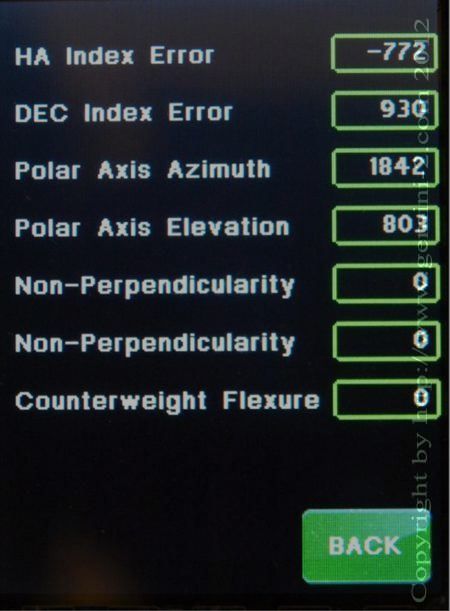 HA Index Error -772
DEC Index Error 930
Polar Axis Azimuth 1842
Polar Axis Elevation 803
Non-Perpendicularity 0
Non-Perpendicularity 0
Counterweight Flexure 0
BACK
Copyright by http://www.gemini-2.com 2012